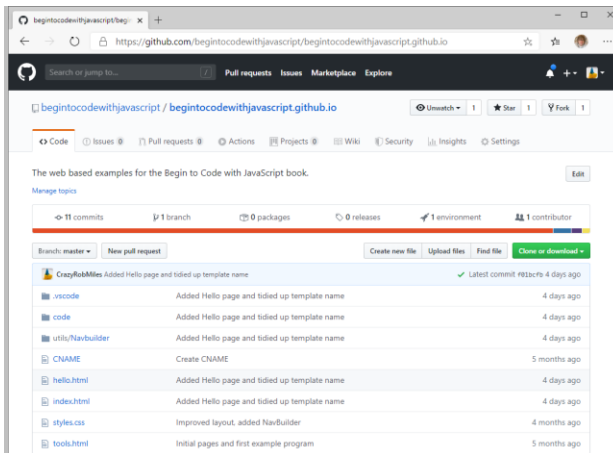 begintocodewithjavascript/begin
https://github.com/begintocodewithjavascript/begintocodewithjavascript.github.io
Search or jump to... / Pull requests Issues Marketplace Explore
begintocodewithjavascript / begintocodewithjavascript.github.io Unwatch 1 Star 1 Fork 1
Code Issues 0 Pull requests 0 Actions Projects 0 Wiki Security Insights Settings
The web based examples for the Begin to Code with JavaScript book. Edit
Manage topics
11 commits 1 branch 0 packages 0 releases 1 environment 1 contributor
Branch: master New pull request Create new file Upload files Find file Clone or download
CrazyRobMiles Added Hello page and tidied up template name Latest commit f01bcfb 4 days ago
.vscode Added Hello page and tidied up template name 4 days ago
code Added Hello page and tidied up template name 4 days ago
utils/Navbuilder Added Hello page and tidied up template name 4 days ago
CNAME Create CNAME 5 months ago
hello.html Added Hello page and tidied up template name 4 days ago
index.html Added Hello page and tidied up template name 4 days ago
styles.css Improved layout, added NavBuilder 4 months ago
tools.html Initial pages and first example program 5 months ago